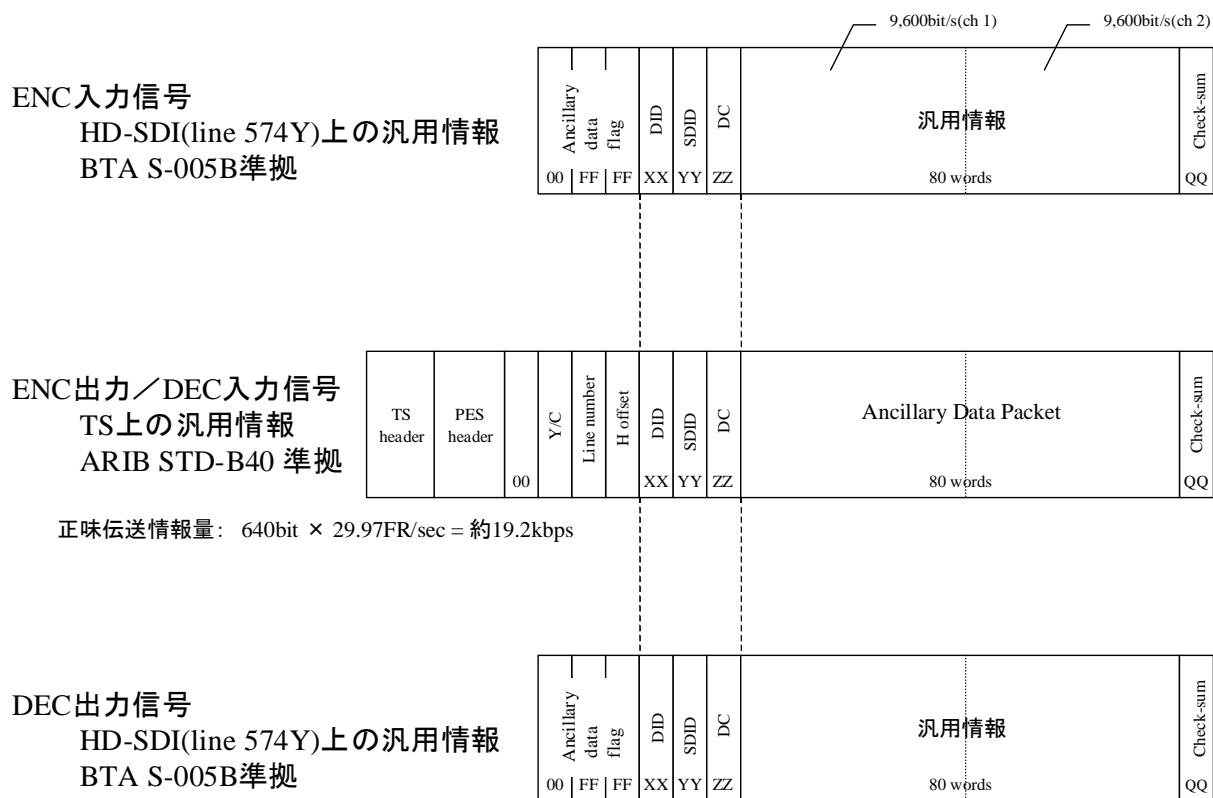 9,600bit/s(ch 1)
9,600bit/s(ch 2)
ENC入力信号
HD-SDI(line 574Y)上の汎用情報
BTA S-005B準拠
Ancillary
data
flag
DID
SDID
DC
汎用情報
Check-sum
00 FF FF XX YY ZZ 80 words QQ
ENC出力／DEC入力信号
TS上の汎用情報
ARIB STD-B40 準拠
TS
header
PES
header
Y/C
Line number
H offset
DID
SDID
DC
Ancillary Data Packet
Check-sum
00 XX YY ZZ 80 words QQ
正味伝送情報量： 640bit × 29.97FR/sec = 約19.2kbps
DEC出力信号
HD-SDI(line 574Y)上の汎用情報
BTA S-005B準拠
Ancillary
data
flag
DID
SDID
DC
汎用情報
Check-sum
00 FF FF XX YY ZZ 80 words QQ